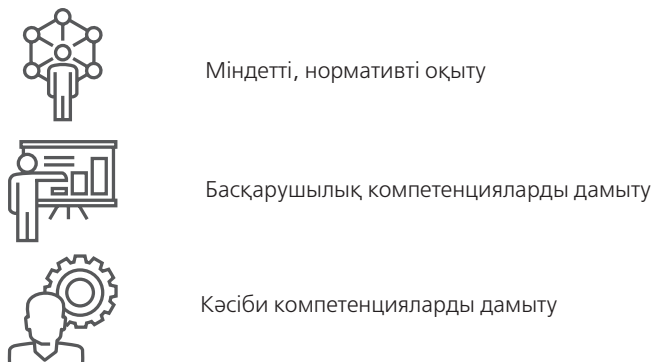 Міндетті, нормативті оқыту
Басқарушылық компетенцияларды дамыту
Кәсіби компетенцияларды дамыту